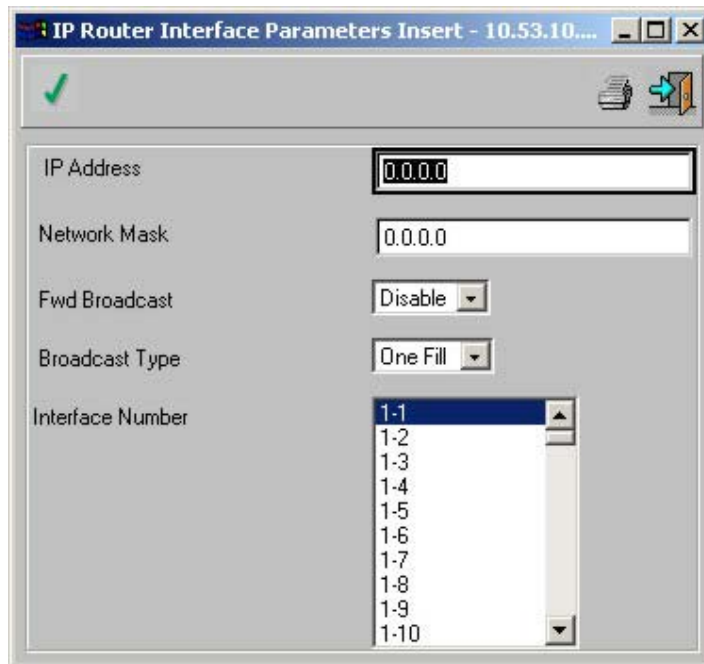 IP Router Interface Parameters Insert - 10.53.10....
IP Address
0.0.0.0
Network Mask
0.0.0.0
Fwd Broadcast
Disable
Broadcast Type
One Fill
Interface Number
1-1
1-2
1-3
1-4
1-5
1-6
1-7
1-8
1-9
1-10